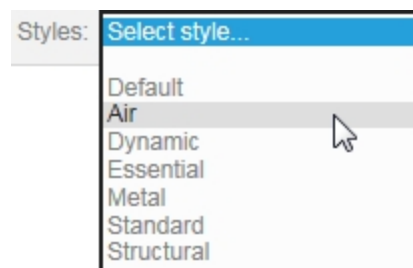 Styles: Select style...
Default
Air
Dynamic
Essential
Metal
Standard
Structural